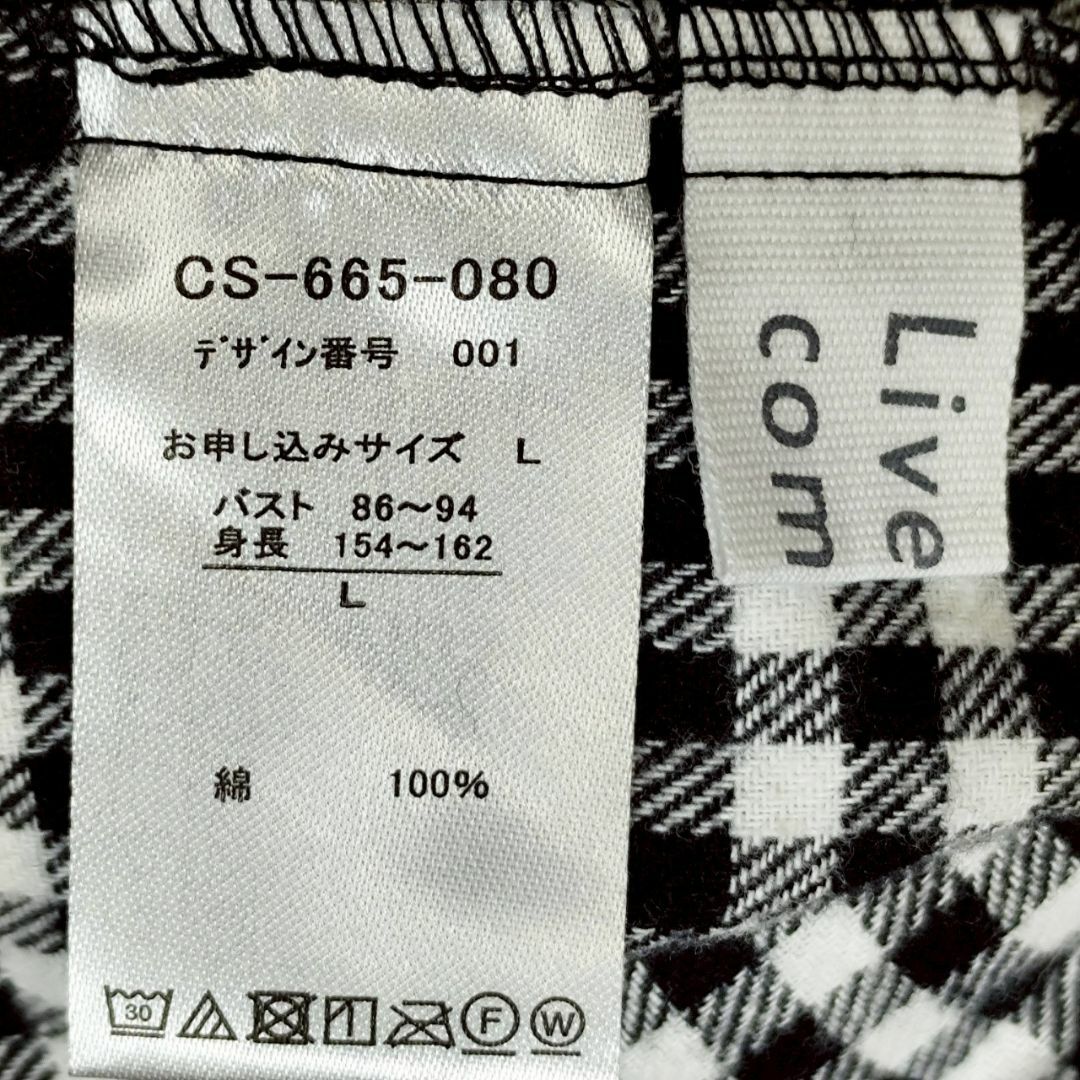 CS-665-080
デザイン番号 001
お申し込みサイズ L
バスト 86～94
身長 154～162
L
綿 100%
30
F
W
Live
com